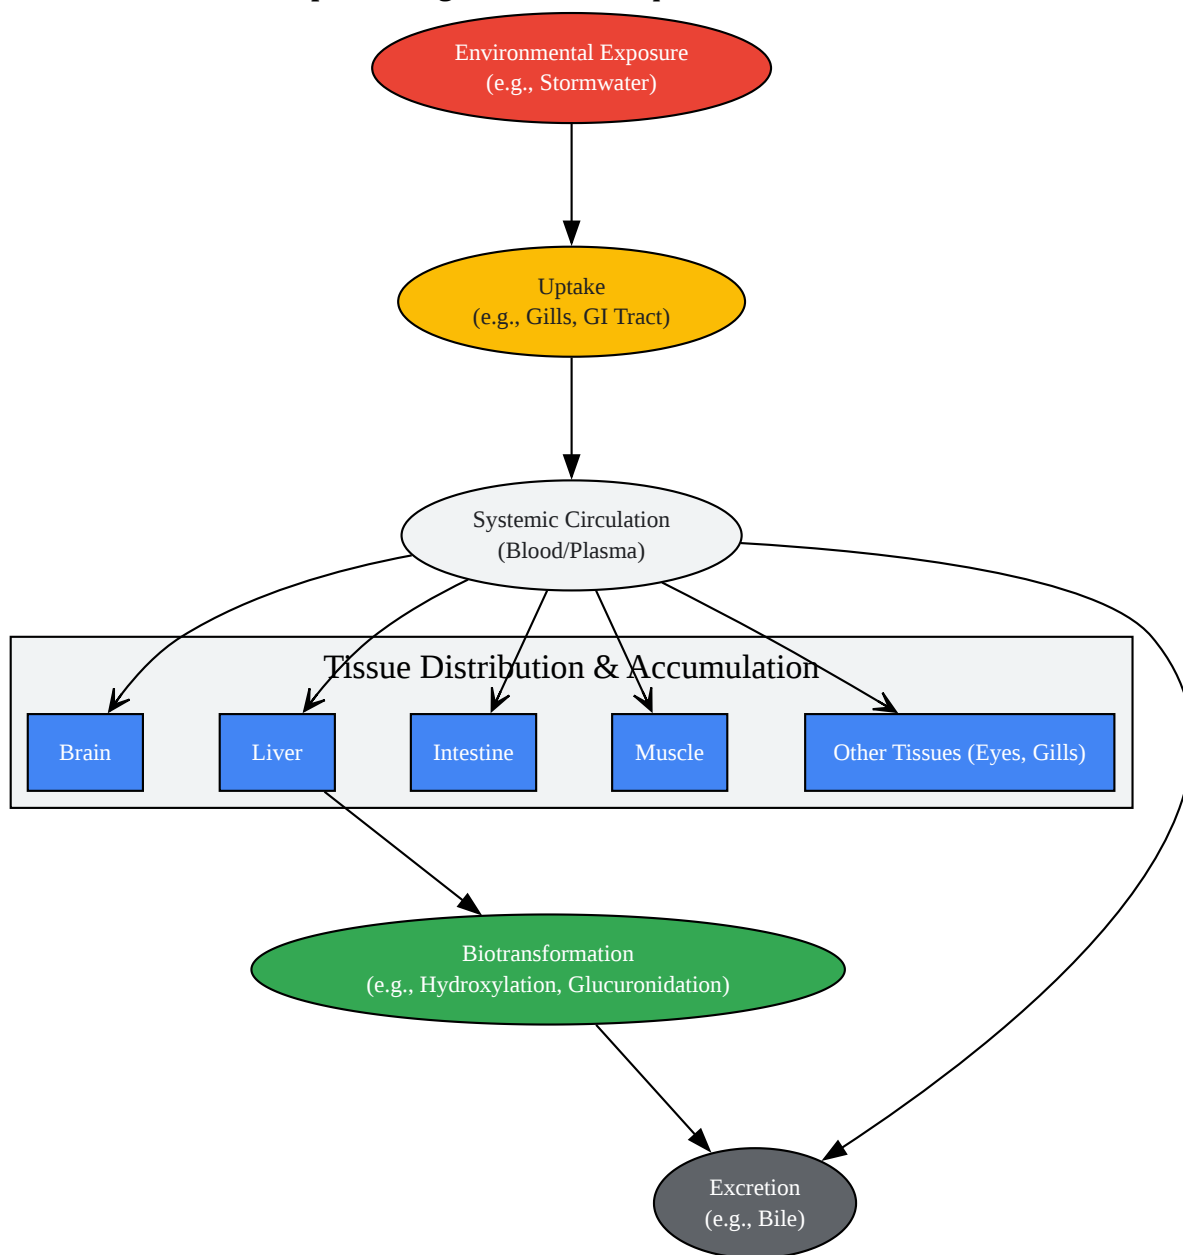 Environmental Exposure
(e.g., Stormwater)
Uptake
(e.g., Gills, GI Tract)
Systemic Circulation
(Blood/Plasma)
Tissue Distribution & Accumulation
Brain
Liver
Intestine
Muscle
Other Tissues (Eyes, Gills)
Biotransformation
(e.g., Hydroxylation, Glucuronidation)
Excretion
(e.g., Bile)